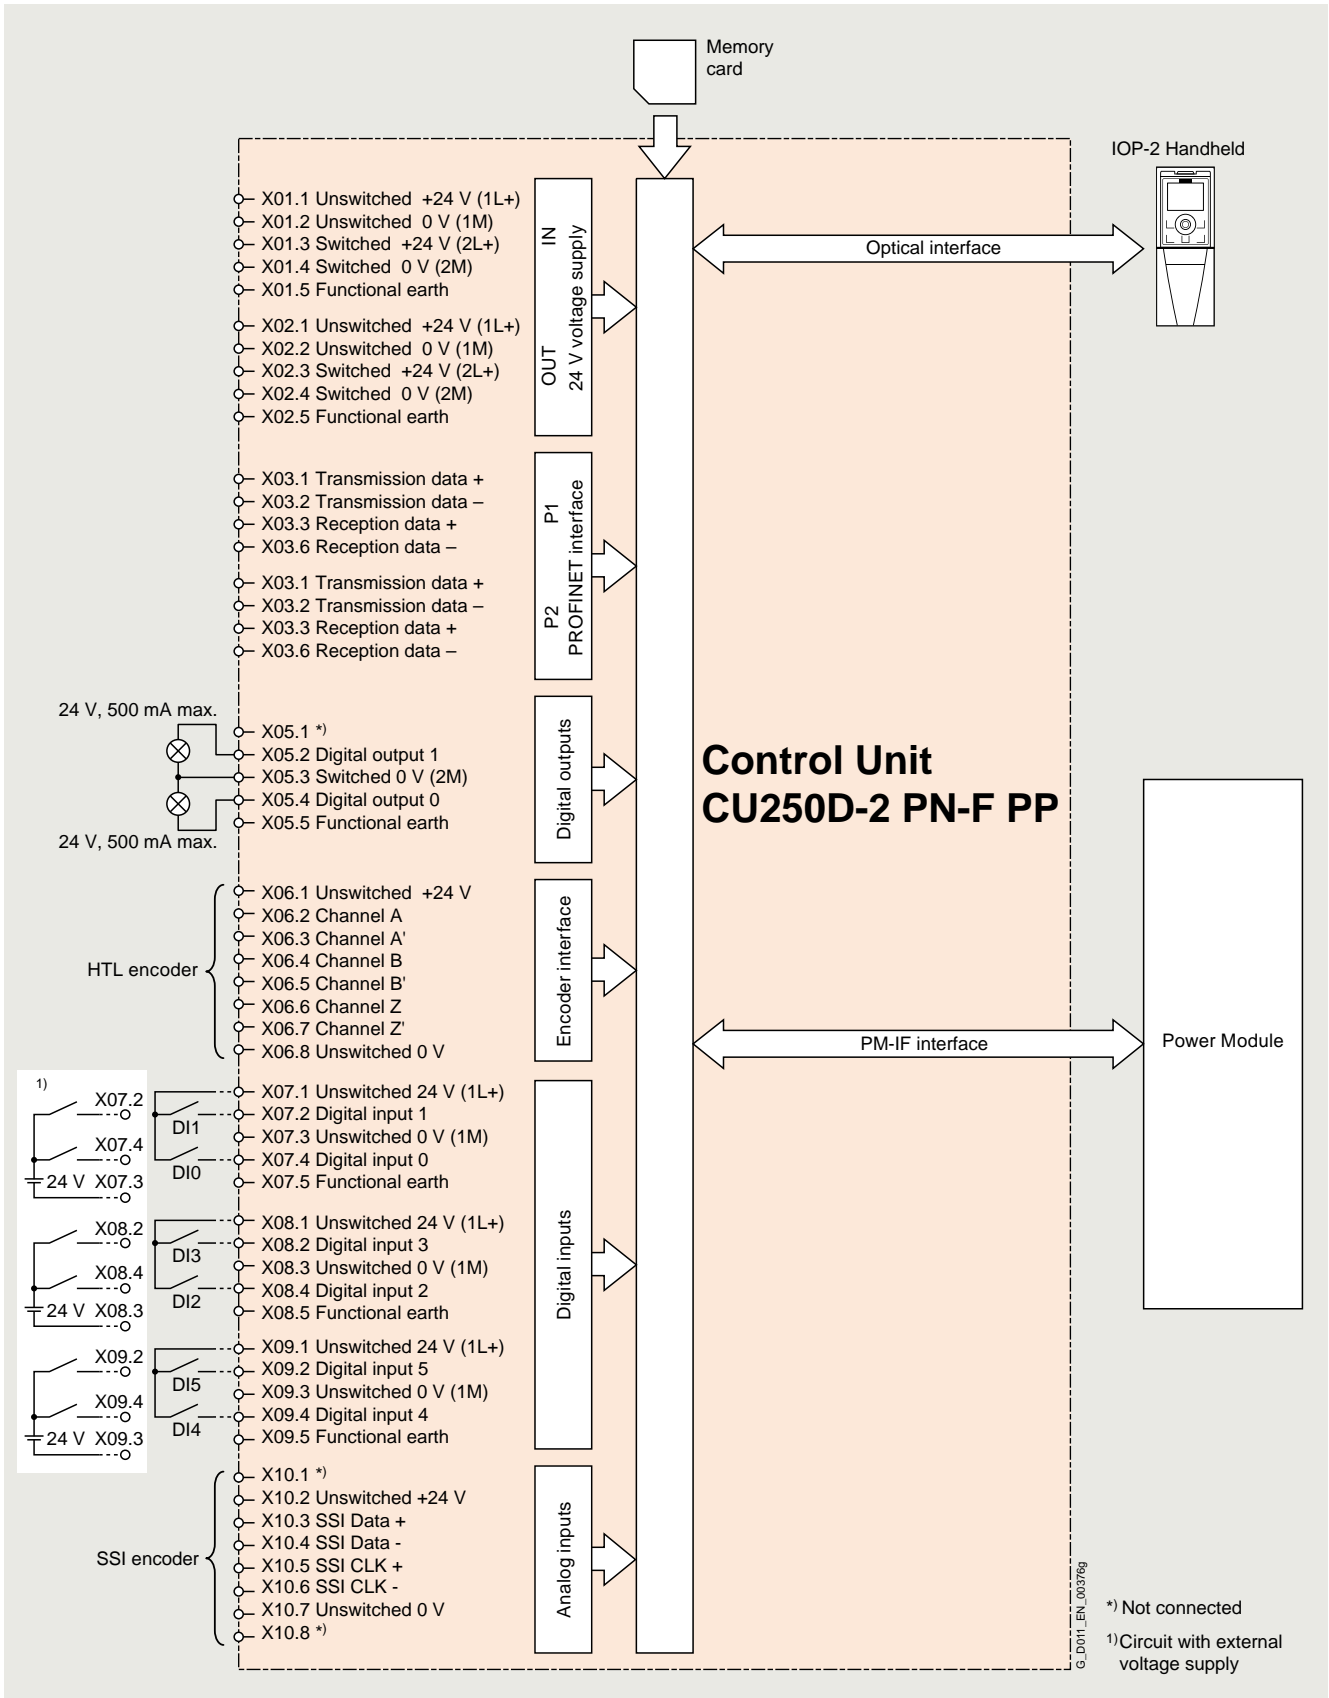 Memory
card
IOP-2 Handheld
X01.1 Unswitched +24 V (1L+)
X01.2 Unswitched 0 V (1M)
X01.3 Switched +24 V (2L+)
X01.4 Switched 0 V (2M)
X01.5 Functional earth
X02.1 Unswitched +24 V (1L+)
X02.2 Unswitched 0 V (1M)
X02.3 Switched +24 V (2L+)
X02.4 Switched 0 V (2M)
X02.5 Functional earth
OUT IN
24 V voltage supply
Optical interface
X03.1 Transmission data +
X03.2 Transmission data –
X03.3 Reception data +
X03.6 Reception data –
X03.1 Transmission data +
X03.2 Transmission data –
X03.3 Reception data +
X03.6 Reception data –
P2 P1
PROFINET interface
24 V, 500 mA max.
24 V, 500 mA max.
X05.1 *)
X05.2 Digital output 1
X05.3 Switched 0 V (2M)
X05.4 Digital output 0
X05.5 Functional earth
Digital outputs
Control Unit
CU250D-2 PN-F PP
HTL encoder
X06.1 Unswitched +24 V
X06.2 Channel A
X06.3 Channel A'
X06.4 Channel B
X06.5 Channel B'
X06.6 Channel Z
X06.7 Channel Z'
X06.8 Unswitched 0 V
Encoder interface
PM-IF interface
Power Module
1)
X07.2
X07.4
24 V X07.3
DI1
DI0
X07.1 Unswitched 24 V (1L+)
X07.2 Digital input 1
X07.3 Unswitched 0 V (1M)
X07.4 Digital input 0
X07.5 Functional earth
X08.2
X08.4
24 V X08.3
DI3
DI2
X08.1 Unswitched 24 V (1L+)
X08.2 Digital input 3
X08.3 Unswitched 0 V (1M)
X08.4 Digital input 2
X08.5 Functional earth
X09.2
X09.4
24 V X09.3
DI5
DI4
X09.1 Unswitched 24 V (1L+)
X09.2 Digital input 5
X09.3 Unswitched 0 V (1M)
X09.4 Digital input 4
X09.5 Functional earth
Digital inputs
SSI encoder
X10.1 *)
X10.2 Unswitched +24 V
X10.3 SSI Data +
X10.4 SSI Data -
X10.5 SSI CLK +
X10.6 SSI CLK -
X10.7 Unswitched 0 V
X10.8 *)
Analog inputs
G_D011_EN_00376g
*) Not connected
1) Circuit with external
voltage supply